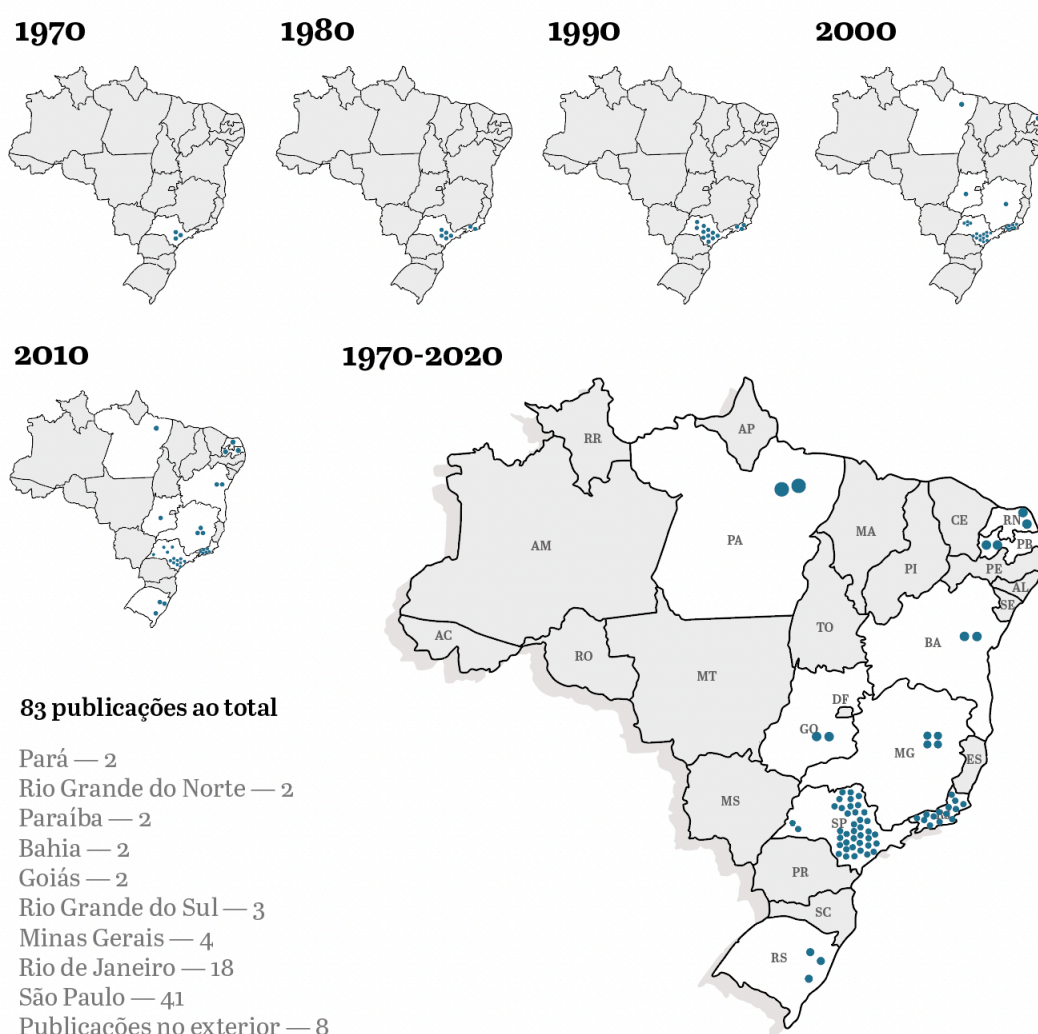 1970
1980
1990
2000
2010
1970-2020
RR
AP
AM
PA
MA
CE
RN
PB
PI
PE
AL
SE
AC
RO
TO
BA
MT
DF
GO
MG
ES
MS
SP
PR
SC
RS
83 publicações ao total
Pará — 2
Rio Grande do Norte — 2
Paraíba — 2
Bahia — 2
Goiás — 2
Rio Grande do Sul — 3
Minas Gerais — 4
Rio de Janeiro — 18
São Paulo — 41
Publicações no exterior — 8